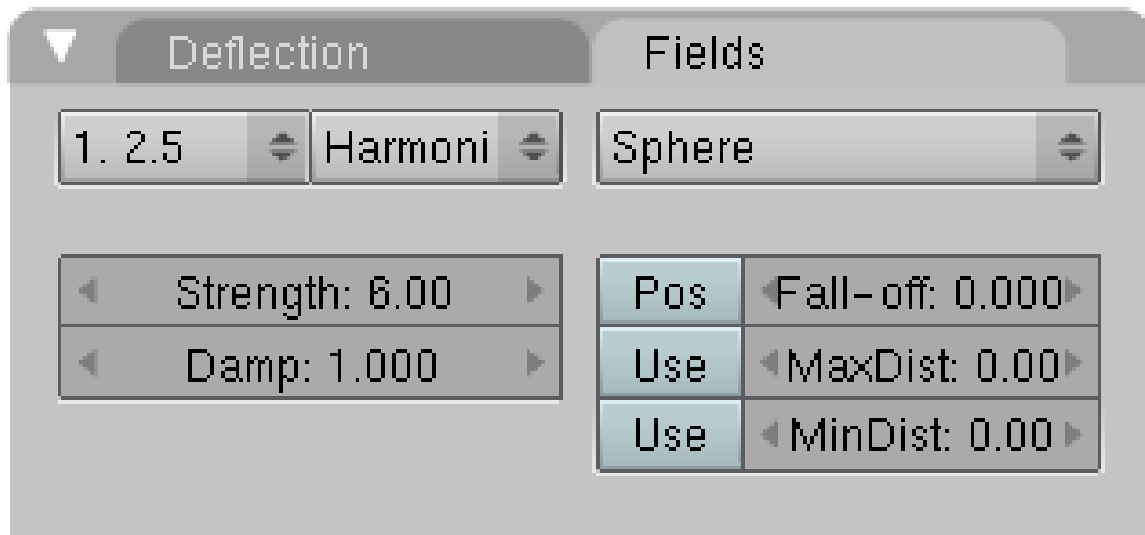 Deflection Fields
1. 2.5 Harmoni Sphere
Strength: 6.00 Pos Fall-off: 0.000
Damp: 1.000 Use MaxDist: 0.00
Use MinDist: 0.00